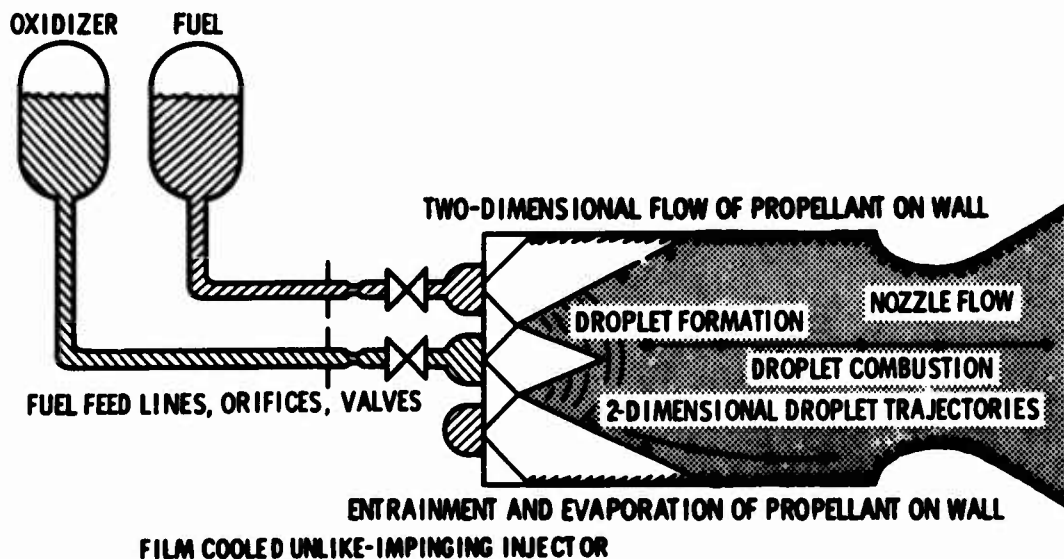 OXIDIZER FUEL
TWO-DIMENSIONAL FLOW OF PROPELLANT ON WALL
NOZZLE FLOW
DROPLET FORMATION
DROPLET COMBUSTION
FUEL FEED LINES, ORIFICES, VALVES
2-DIMENSIONAL DROPLET TRAJECTORIES
ENTRAINMENT AND EVAPORATION OF PROPELLANT ON WALL
FILM COOLED UNLIKE-IMPINGING INJECTOR